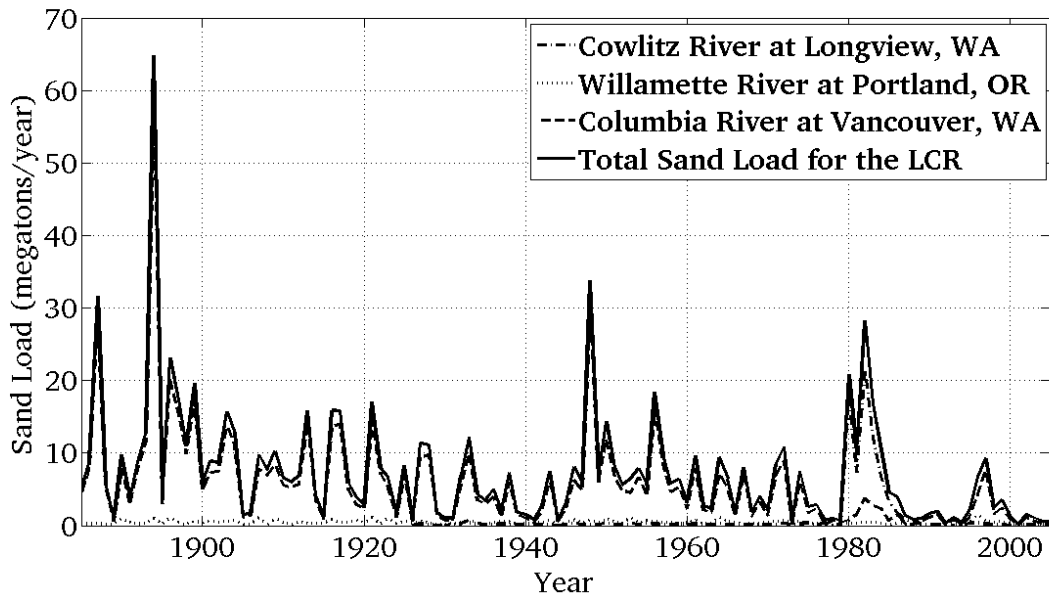 70
60
50
40
30
20
10
0
Sand Load (megatons/year)
Cowlitz River at Longview, WA
Willamette River at Portland, OR
Columbia River at Vancouver, WA
Total Sand Load for the LCR
1900
1920
1940
1960
1980
2000
Year